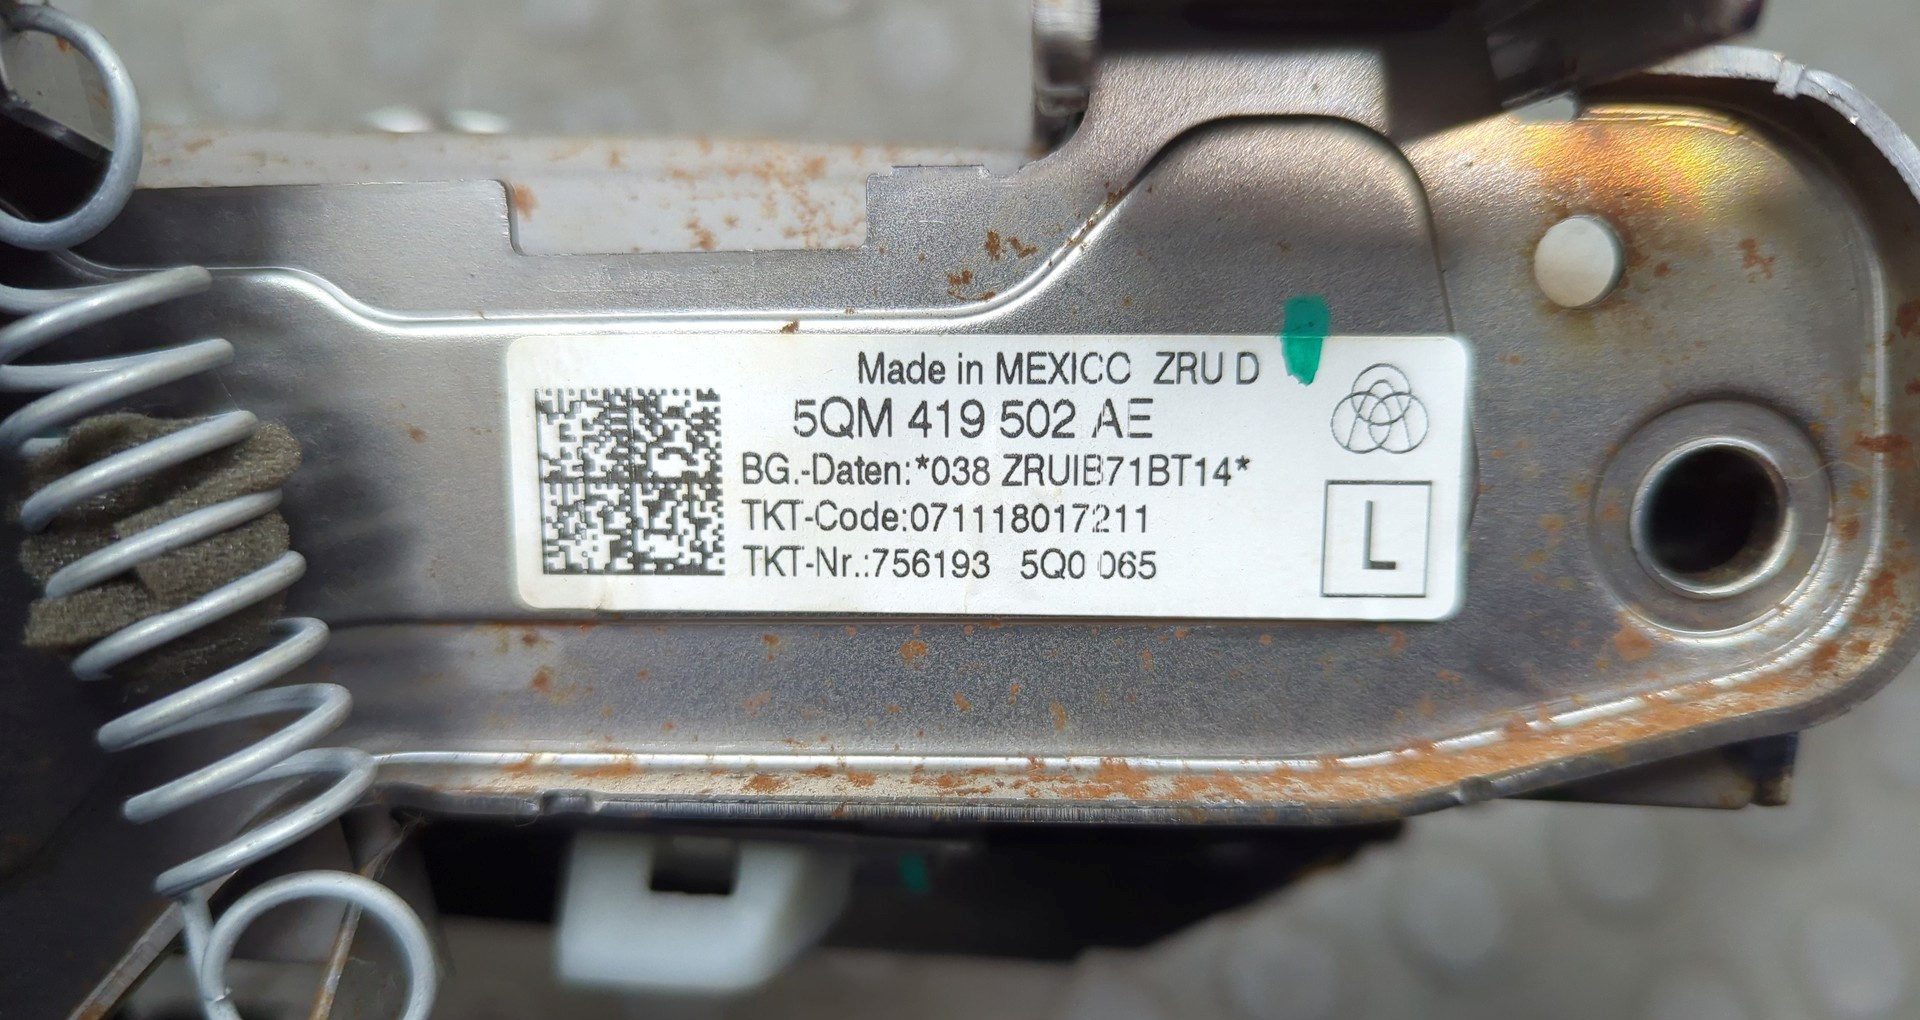 Made in MEXICO ZRU D
5QM 419 502 AE
BG.-Daten:*038 ZRUIB71BT14*
TKT-Code:071118017211
TKT-Nr.:756193 5Q0 065
L